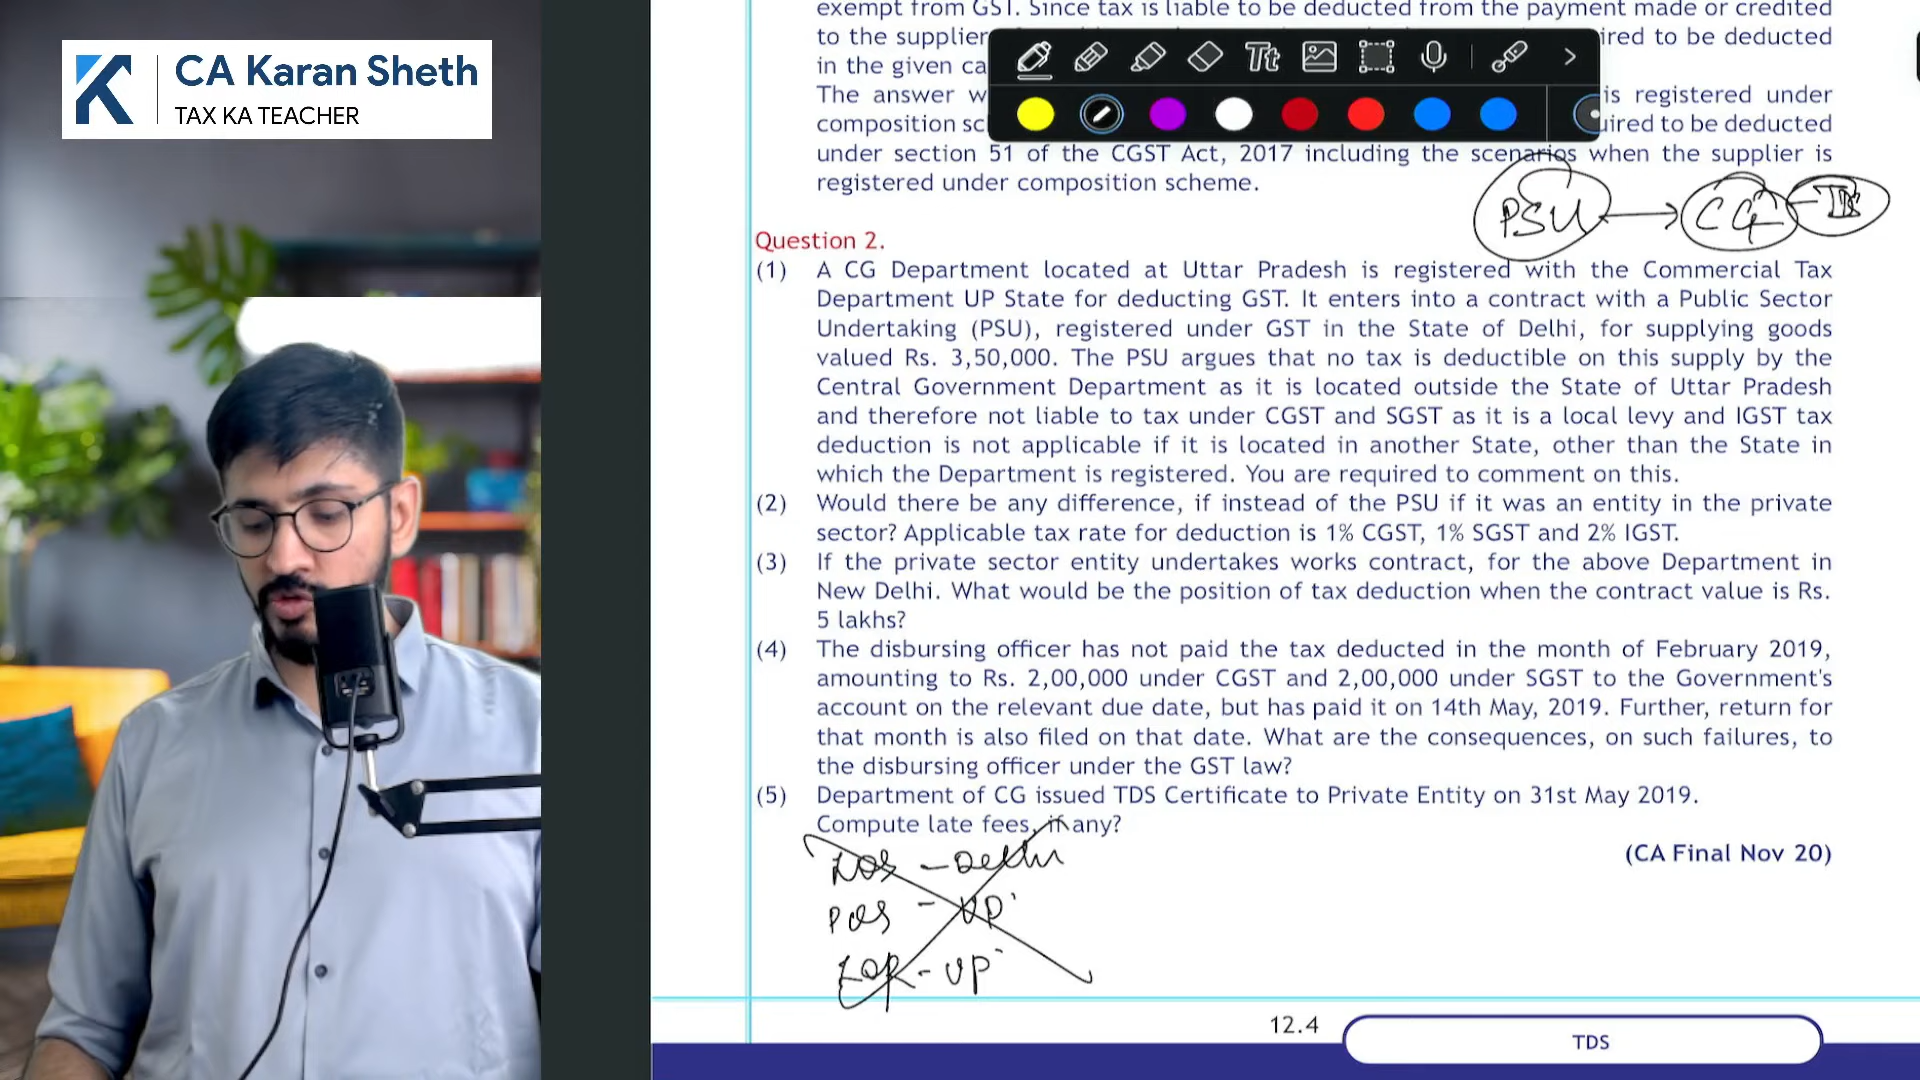 CA Karan Sheth
TAX KA TEACHER
exempt from GST. Since tax is liable to be deducted from the payment made or credited
to the supplier
ired to be deducted
in the given ca
The answer w
is registered under
composition sc
uired to be deducted
under section 51 of the CGST Act, 2017 including the scenarios when the supplier is
registered under composition scheme.
Tt
PSU
CG
TDS
Question 2.
(1) A CG Department located at Uttar Pradesh is registered with the Commercial Tax
Department UP State for deducting GST. It enters into a contract with a Public Sector
Undertaking (PSU), registered under GST in the State of Delhi, for supplying goods
valued Rs. 3,50,000. The PSU argues that no tax is deductible on this supply by the
Central Government Department as it is located outside the State of Uttar Pradesh
and therefore not liable to tax under CGST and SGST as it is a local levy and IGST tax
deduction is not applicable if it is located in another State, other than the State in
which the Department is registered. You are required to comment on this.
(2) Would there be any difference, if instead of the PSU if it was an entity in the private
sector? Applicable tax rate for deduction is 1% CGST, 1% SGST and 2% IGST.
(3) If the private sector entity undertakes works contract, for the above Department in
New Delhi. What would be the position of tax deduction when the contract value is Rs.
5 lakhs?
(4) The disbursing officer has not paid the tax deducted in the month of February 2019,
amounting to Rs. 2,00,000 under CGST and 2,00,000 under SGST to the Government's
account on the relevant due date, but has paid it on 14th May, 2019. Further, return for
that month is also filed on that date. What are the consequences, on such failures, to
the disbursing officer under the GST law?
(5) Department of CG issued TDS Certificate to Private Entity on 31st May 2019.
Compute late fees, if any?
(CA Final Nov 20)
LOS - Delhi
POS - UP
LOR - UP
12.4
TDS